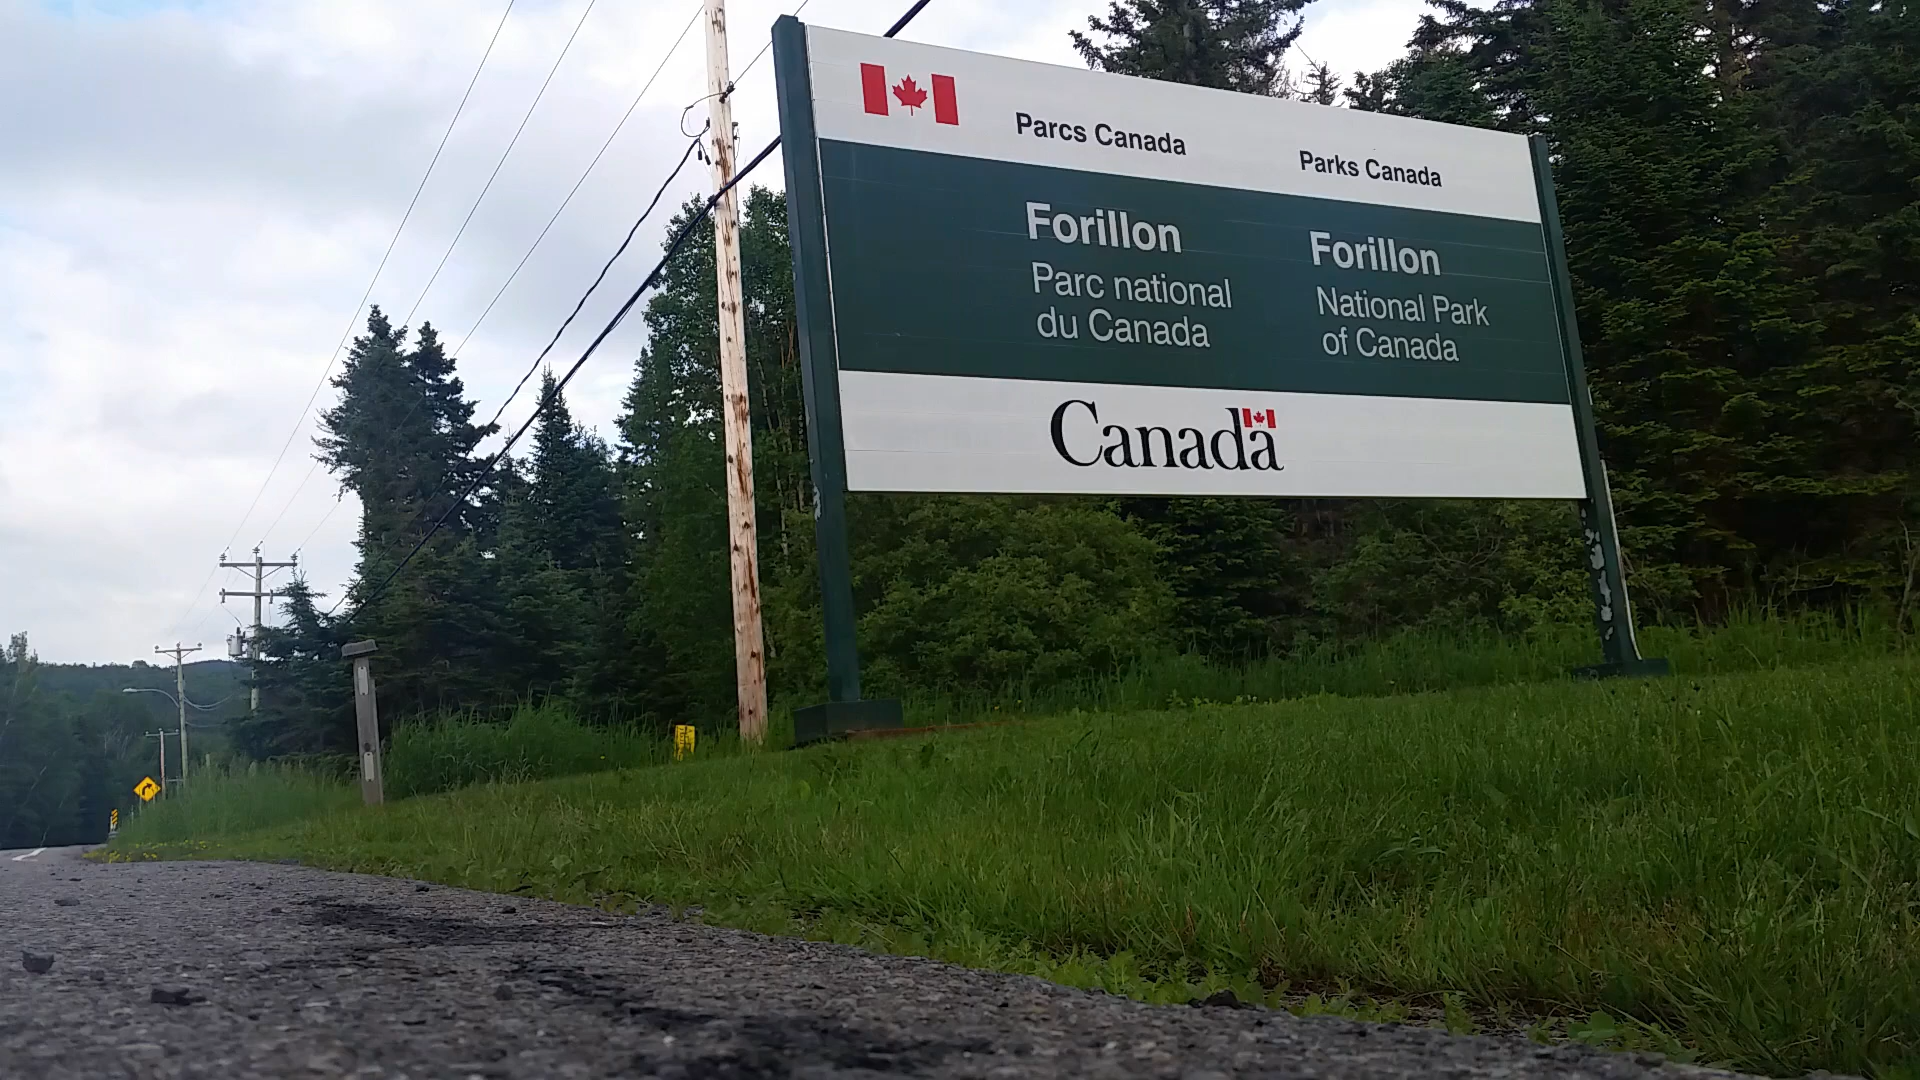 Parcs Canada
Parks Canada
Forillon
Parc national
du Canada
Forillon
National Park
of Canada
Canada